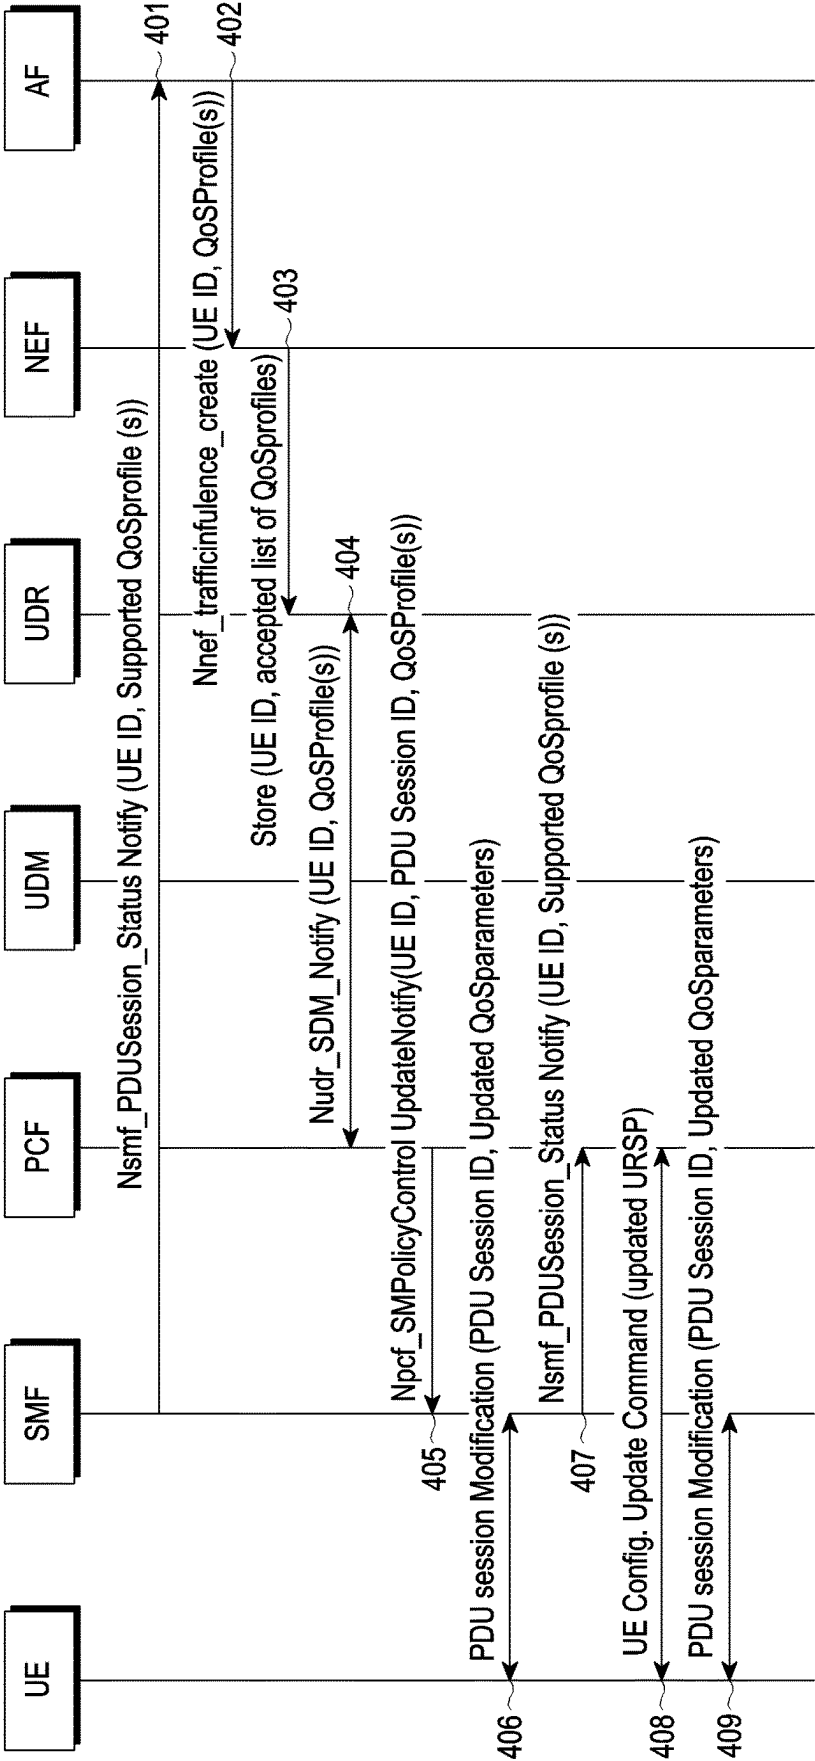 UE
SMF
PCF
UDM
UDR
NEF
AF
Nsmf_PDUSession_Status Notify (UE ID, Supported QoSprofile (s))
401
Nnef_trafficinfulence_create (UE ID, QoSProfile(s))
402
Store (UE ID, accepted list of QoSprofiles)
403
Nudr_SDM_Notify (UE ID, QoSProfile(s))
404
Npcf_SMPolicyControl UpdateNotify(UE ID, PDU Session ID, QoSProfile(s))
405
PDU session Modification (PDU Session ID, Updated QoSparameters)
406
Nsmf_PDUSession_Status Notify (UE ID, Supported QoSprofile (s))
407
UE Config. Update Command (updated URSP)
408
PDU session Modification (PDU Session ID, Updated QoSparameters)
409